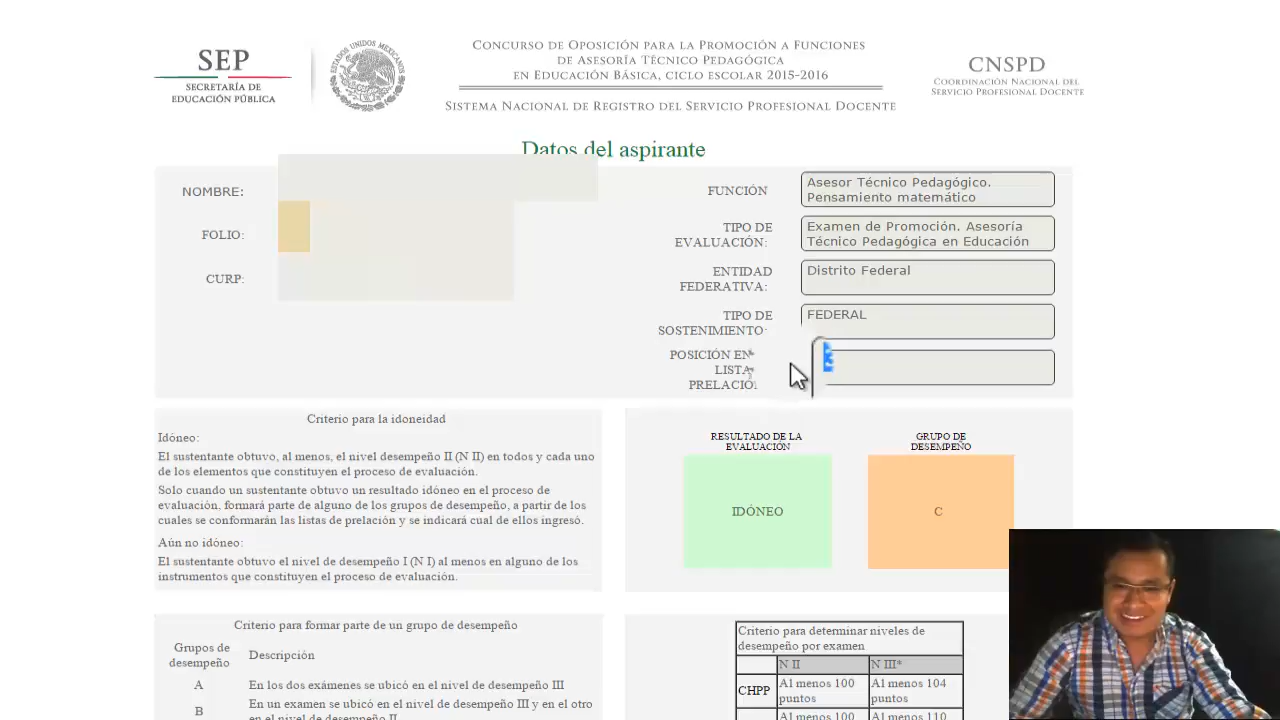 SEP
SECRETARÍA DE
EDUCACIÓN PÚBLICA
ESTADOS UNIDOS MEXICANOS
CONCURSO DE OPOSICIÓN PARA LA PROMOCIÓN A FUNCIONES
DE ASESORÍA TÉCNICO PEDAGÓGICA
EN EDUCACIÓN BÁSICA, CICLO ESCOLAR 2015-2016
SISTEMA NACIONAL DE REGISTRO DEL SERVICIO PROFESIONAL DOCENTE
CNSPD
COORDINACIÓN NACIONAL DEL
SERVICIO PROFESIONAL DOCENTE
Datos del aspirante
NOMBRE:
FOLIO:
CURP:
FUNCIÓN
Asesor Técnico Pedagógico.
Pensamiento matemático
TIPO DE
EVALUACIÓN:
Examen de Promoción. Asesoría
Técnico Pedagógica en Educación
ENTIDAD
FEDERATIVA:
Distrito Federal
TIPO DE
SOSTENIMIENTO:
FEDERAL
POSICIÓN EN
LISTA
Criterio para la idoneidad
Idóneo:
El sustentante obtuvo, al menos, el nivel desempeño II (N II) en todos y cada uno
de los elementos que constituyen el proceso de evaluación.
Solo cuando un sustentante obtuvo un resultado idóneo en el proceso de
evaluación, formará parte de alguno de los grupos de desempeño, a partir de los
cuales se conformarán las listas de prelación y se indicará cual de ellos ingresó.
Aún no idóneo:
El sustentante obtuvo el nivel de desempeño I (N I) al menos en alguno de los
instrumentos que constituyen el proceso de evaluación.
RESULTADO DE LA
EVALUACIÓN
IDÓNEO
GRUPO DE
DESEMPEÑO
C
Criterio para formar parte de un grupo de desempeño
Grupos de
desempeño
Descripción
A
En los dos exámenes se ubicó en el nivel de desempeño III
B
En un examen se ubicó en el nivel de desempeño III y en el otro
en el nivel de desempeño II
Criterio para determinar niveles de
desempeño por examen
N II
N III*
CHPP
Al menos 100
puntos
Al menos 104
puntos
Al menos 100
Al menos 110